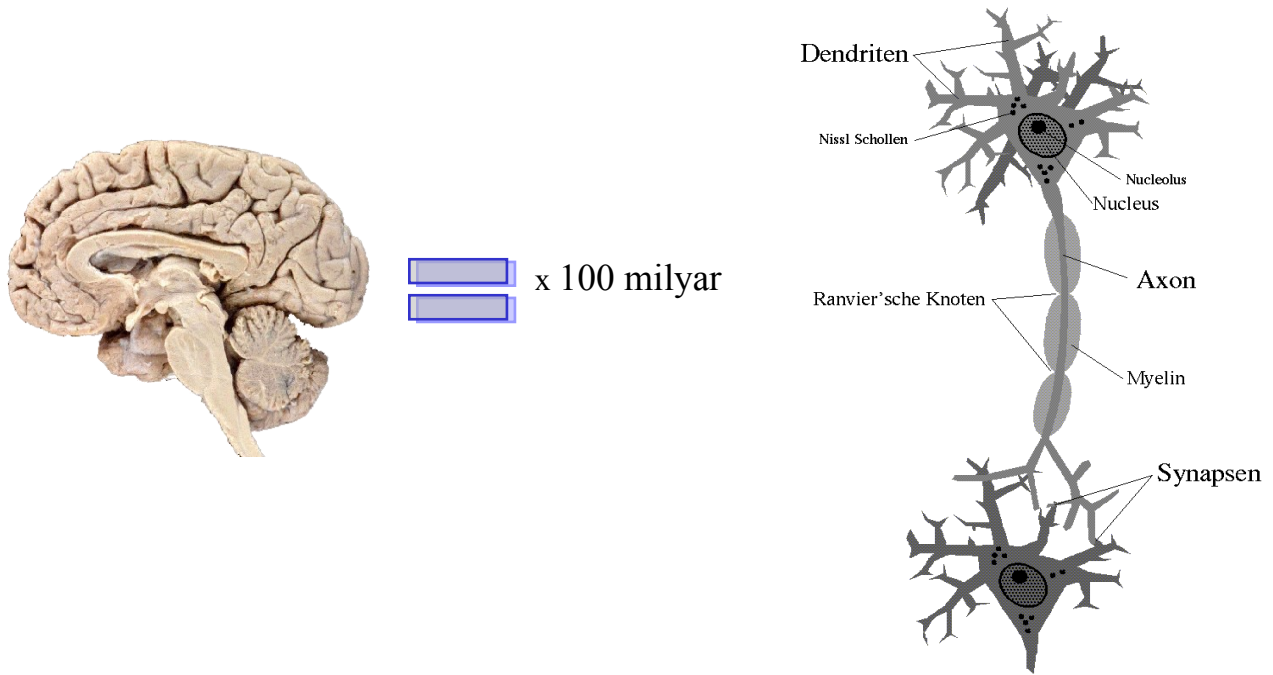 Dendriten
Nissl Schollen
Nucleolus
Nucleus
x 100 milyar
Axon
Ranvier'sche Knoten
Myelin
Synapsen